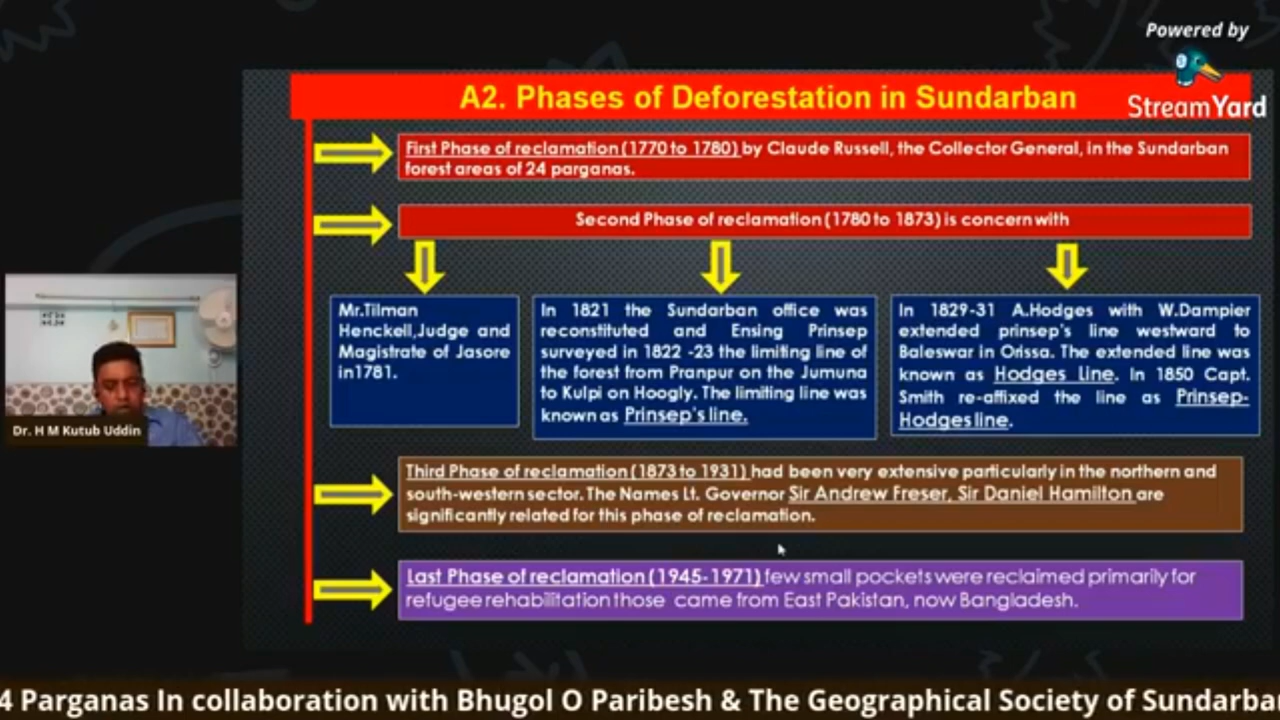 Powered by
StreamYard
A2. Phases of Deforestation in Sundarban
First Phase of reclamation (1770 to 1780) by Claude Russell, the Collector General, in the Sundarban
forest areas of 24 parganas.
Second Phase of reclamation (1780 to 1873) is concern with
Mr.Tilman
Henckell,Judge and
Magistrate of Jasore
in1781.
In 1821 the Sundarban office was
reconstituted and Ensing Prinsep
surveyed in 1822 -23 the limiting line of
the forest from Pranpur on the Jumuna
to Kulpi on Hoogly. The limiting line was
known as Prinsep's line.
In 1829-31 A.Hodges with W.Dampier
extended prinsep's line westward to
Baleswar in Orissa. The extended line was
known as Hodges Line. In 1850 Capt.
Smith re-affixed the line as Prinsep-
Hodges line.
Third Phase of reclamation (1873 to 1931) had been very extensive particularly in the northern and
south-western sector. The Names Lt. Governor Sir Andrew Freser, Sir Daniel Hamilton are
significantly related for this phase of reclamation.
Last Phase of reclamation (1945-1971) few small pockets were reclaimed primarily for
refugee rehabilitation those came from East Pakistan, now Bangladesh.
Dr. H M Kutub Uddin
4 Parganas In collaboration with Bhugol O Paribesh & The Geographical Society of Sundarba